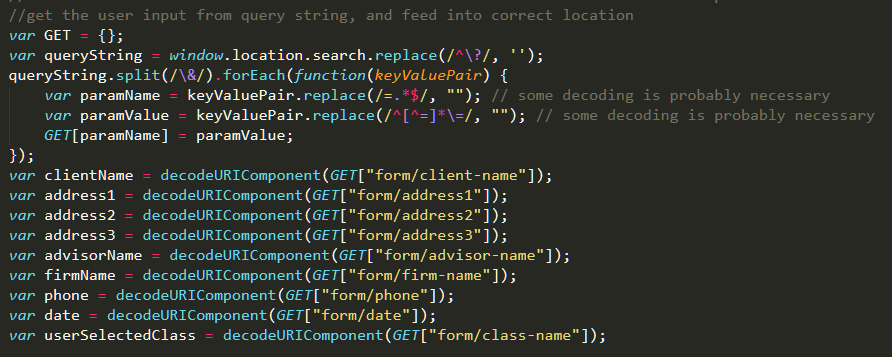 //get the user input from query string, and feed into correct location
var GET = {};
var queryString = window.location.search.replace(/^\?/, '');
queryString.split(/\&/).forEach(function(keyValuePair) {
    var paramName = keyValuePair.replace(/=.*$/, ""); // some decoding is probably necessary
    var paramValue = keyValuePair.replace(/^[^=]*\=/, ""); // some decoding is probably necessary
    GET[paramName] = paramValue;
});
var clientName = decodeURIComponent(GET["form/client-name"]);
var address1 = decodeURIComponent(GET["form/address1"]);
var address2 = decodeURIComponent(GET["form/address2"]);
var address3 = decodeURIComponent(GET["form/address3"]);
var advisorName = decodeURIComponent(GET["form/advisor-name"]);
var firmName = decodeURIComponent(GET["form/firm-name"]);
var phone = decodeURIComponent(GET["form/phone"]);
var date = decodeURIComponent(GET["form/date"]);
var userSelectedClass = decodeURIComponent(GET["form/class-name"]);